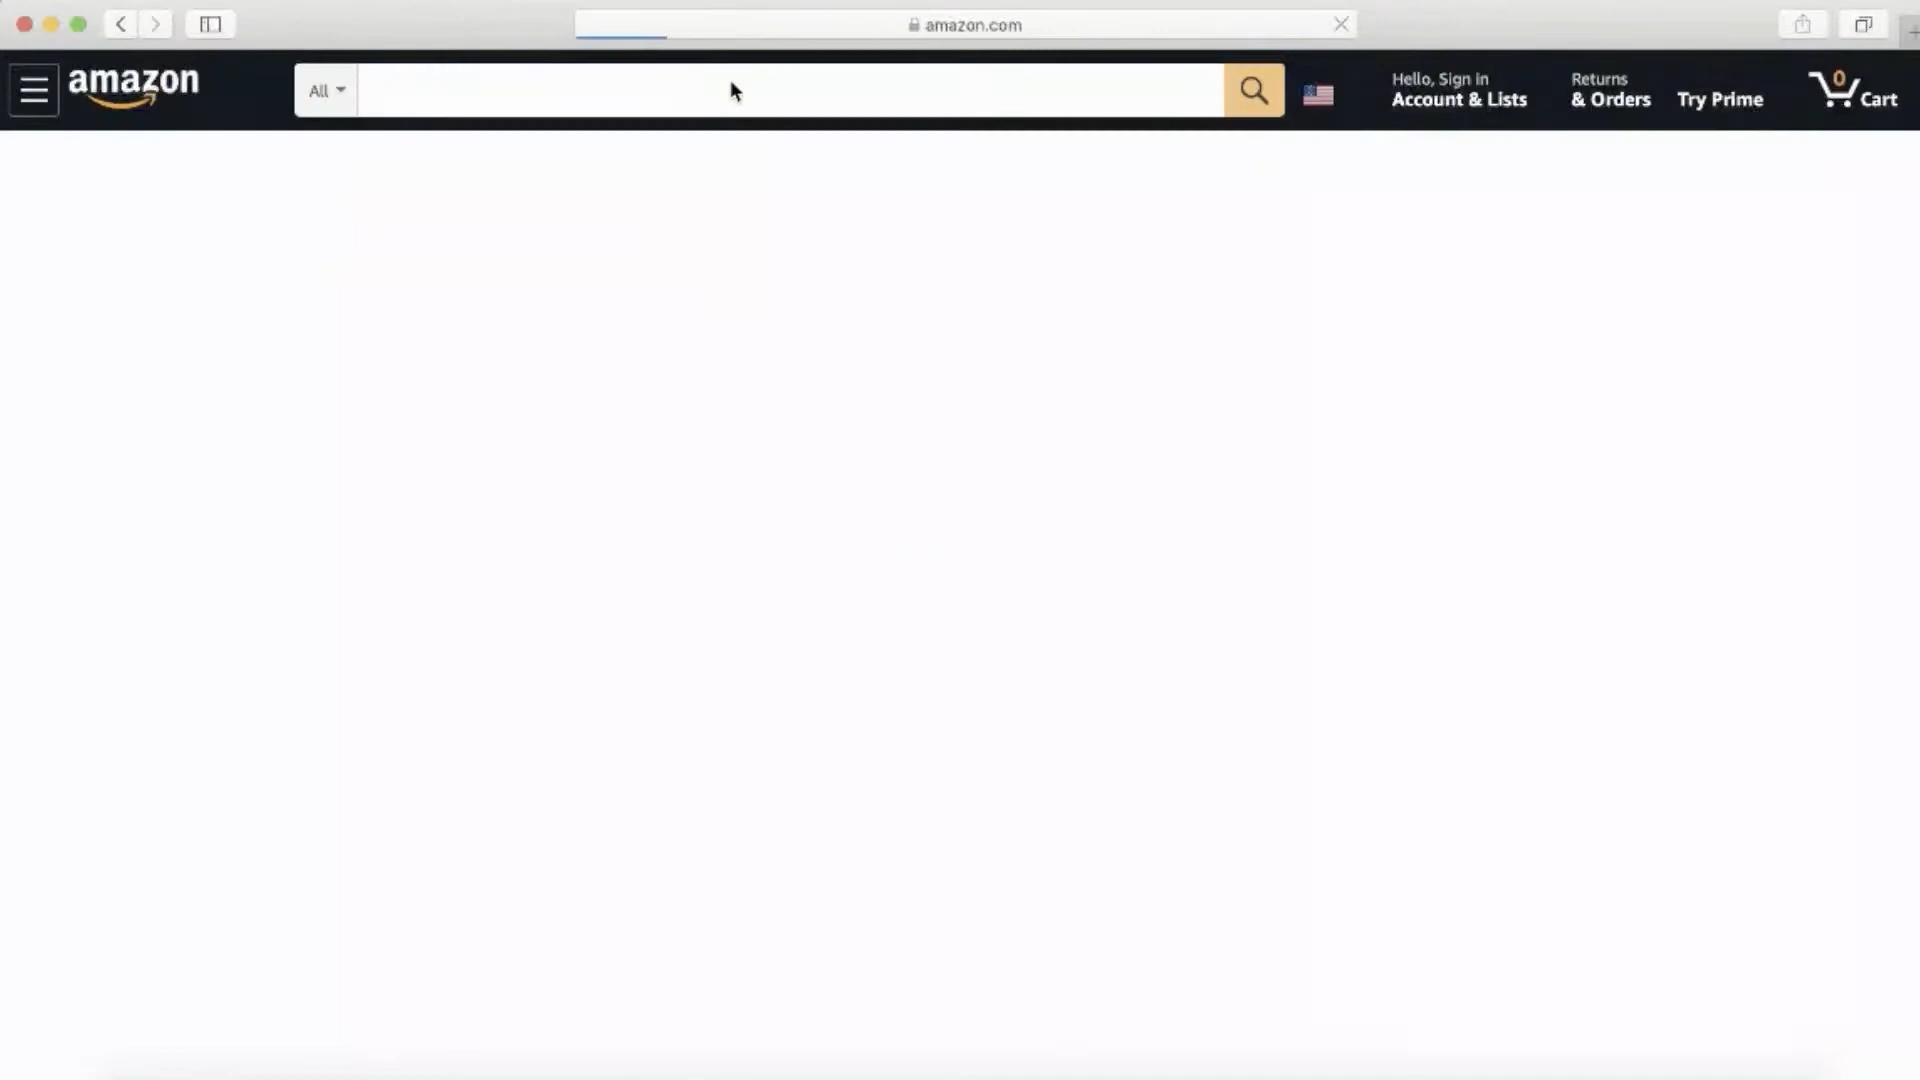 amazon.com
amazon
All
Hello, Sign in
Account & Lists
Returns
& Orders
Try Prime
0
Cart